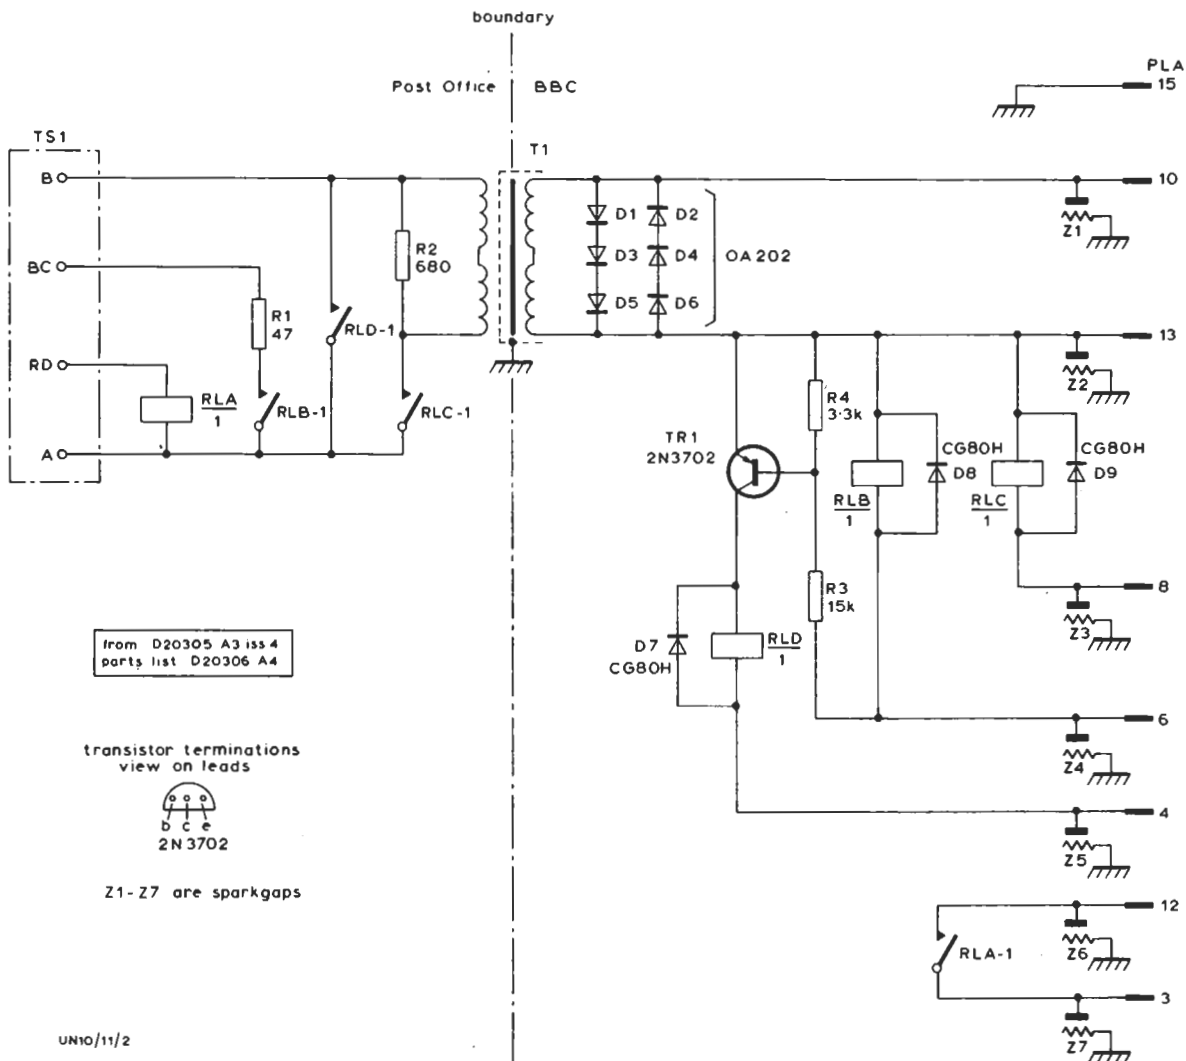 boundary
Post Office
BBC
PLA
15
TS1
T1
B
10
D1
D2
Z1
R2
680
D3
D4
OA202
BC
D5
D6
R1
47
RLD-1
13
RD
Z2
RLA
1
RLB-1
RLC-1
R4
3·3k
A
TR1
2N3702
CG80H
D8
CG80H
D9
RLB
1
RLC
1
R3
15k
8
Z3
from D20305 A3 iss 4
parts list D20306 A4
D7
CG80H
RLD
1
6
Z4
transistor terminations
view on leads
b c e
2N3702
4
Z5
Z1-Z7 are sparkgaps
12
RLA-1
Z6
3
UN10/11/2
Z7